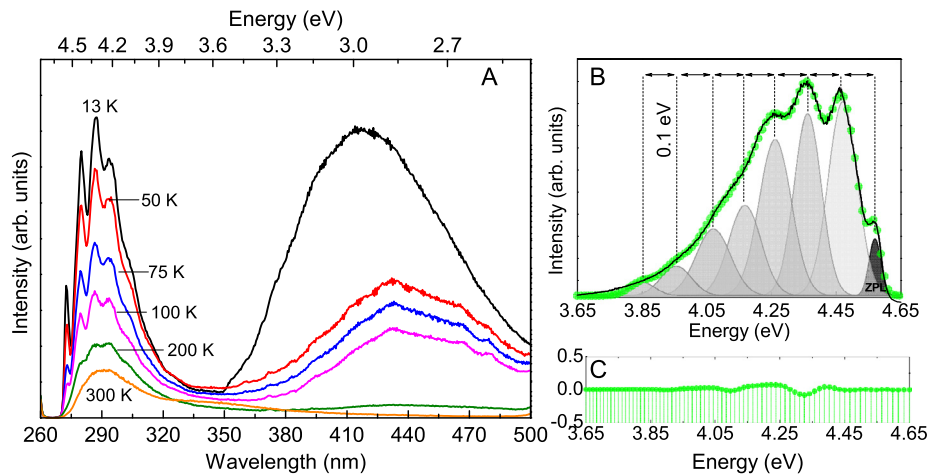 Energy (eV)
4.5 4.2 3.9 3.6 3.3 3.0 2.7
A
13 K
50 K
75 K
100 K
200 K
300 K
Intensity (arb. units)
260 290 320 350 380 410 440 470 500
Wavelength (nm)
B
0.1 eV
ZPL
Intensity (arb. units)
3.65 3.85 4.05 4.25 4.45 4.65
Energy (eV)
C
0.5
0.0
-0.5
3.65 3.85 4.05 4.25 4.45 4.65
Energy (eV)